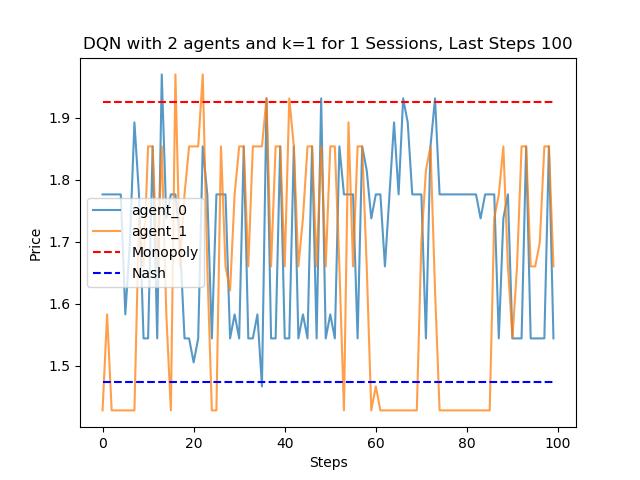 DQN with 2 agents and k=1 for 1 Sessions, Last Steps 100
Price
1.9
1.8
1.7
1.6
1.5
agent_0
agent_1
Monopoly
Nash
0 20 40 60 80 100
Steps